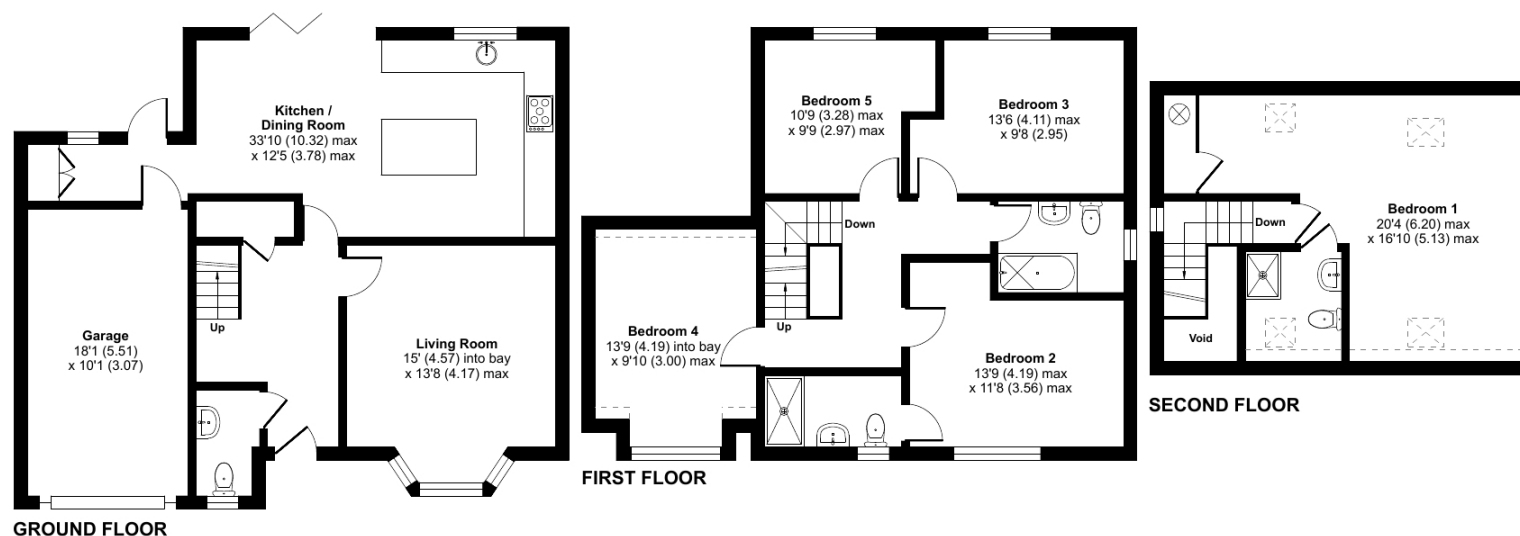 Kitchen /
Dining Room
33'10 (10.32) max
x 12'5 (3.78) max
Garage
18'1 (5.51)
x 10'1 (3.07)
Up
Living Room
15' (4.57) into bay
x 13'8 (4.17) max
GROUND FLOOR
Bedroom 5
10'9 (3.28) max
x 9'9 (2.97) max
Bedroom 3
13'6 (4.11) max
x 9'8 (2.95)
Down
Up
Bedroom 4
13'9 (4.19) into bay
x 9'10 (3.00) max
Bedroom 2
13'9 (4.19) max
x 11'8 (3.56) max
FIRST FLOOR
Bedroom 1
20'4 (6.20) max
x 16'10 (5.13) max
Down
Void
SECOND FLOOR